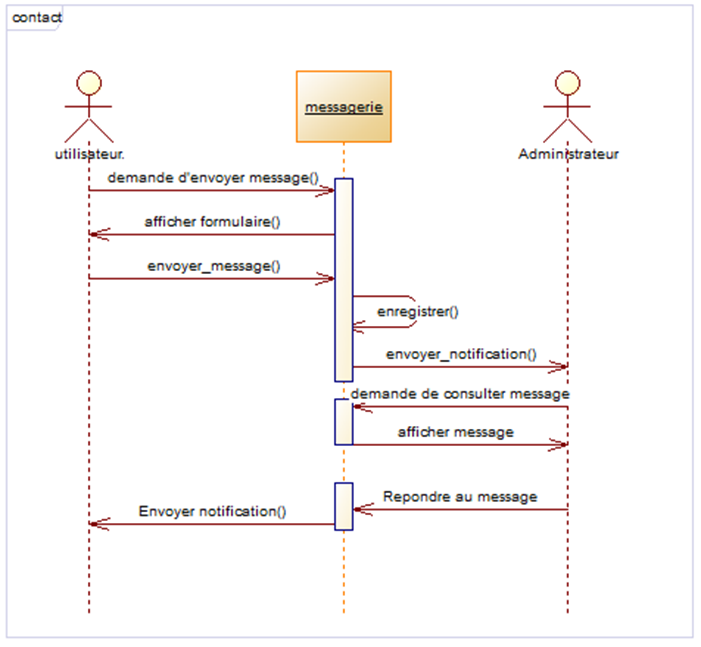 contact
messagerie
utilisateur.
Administrateur
demande d'envoyer message()
afficher formulaire()
envoyer_message()
enregistrer()
envoyer_notification()
demande de consulter message
afficher message
Repondre au message
Envoyer notification()